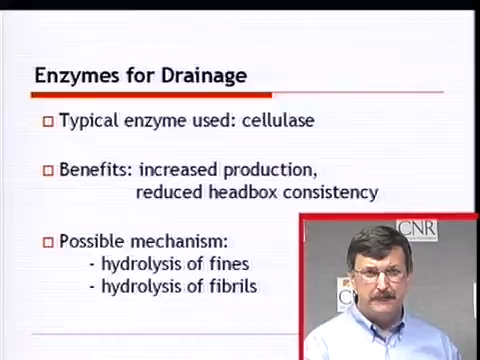 Enzymes for Drainage
Typical enzyme used: cellulase
Benefits: increased production,
reduced headbox consistency
Possible mechanism:
- hydrolysis of fines
- hydrolysis of fibrils
CNR
CN